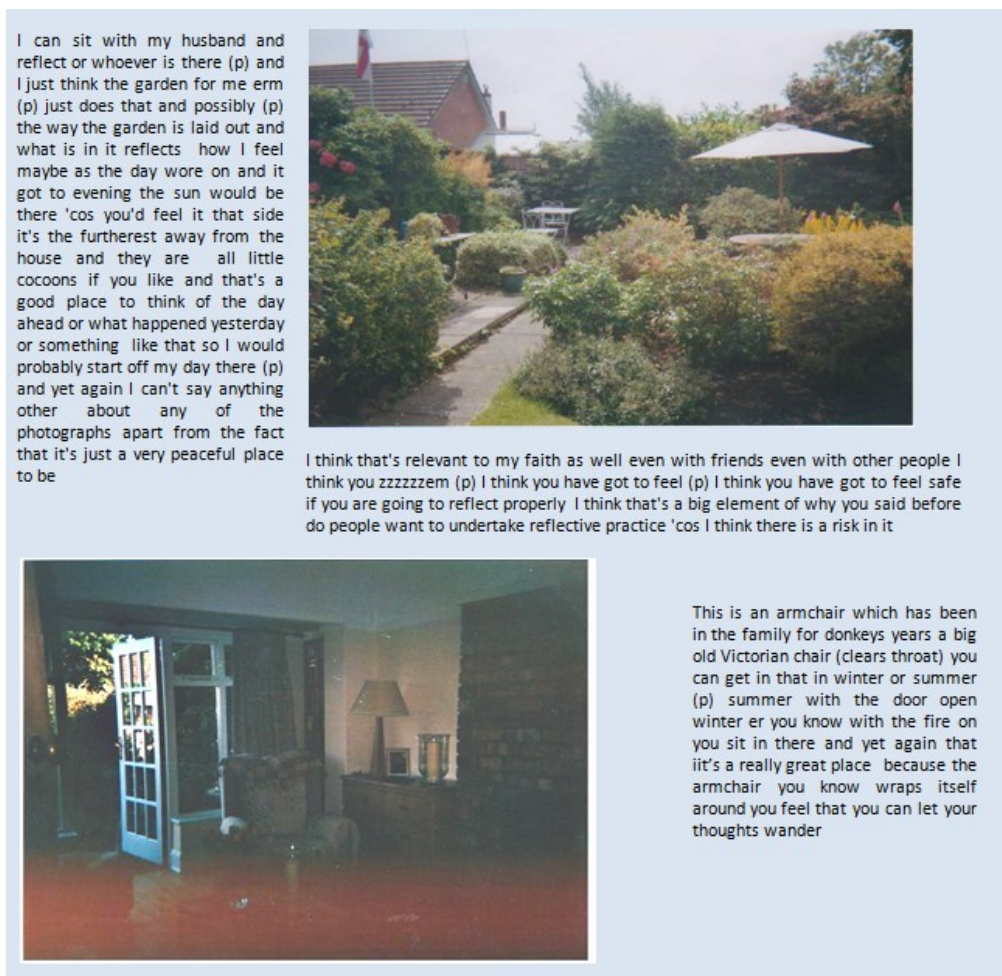 I can sit with my husband and
reflect or whoever is there (p) and
I just think the garden for me erm
(p) just does that and possibly (p)
the way the garden is laid out and
what is in it reflects how I feel
maybe as the day wore on and it
got to evening the sun would be
there 'cos you'd feel it that side
it's the furtherest away from the
house and they are all little
cocoons if you like and that's a
good place to think of the day
ahead or what happened yesterday
or something like that so I would
probably start off my day there (p)
and yet again I can't say anything
other about any of the
photographs apart from the fact
that it's just a very peaceful place
to be
I think that's relevant to my faith as well even with friends even with other people I
think you zzzzzzem (p) I think you have got to feel (p) I think you have got to feel safe
if you are going to reflect properly I think that's a big element of why you said before
do people want to undertake reflective practice 'cos I think there is a risk in it
This is an armchair which has been
in the family for donkeys years a big
old Victorian chair (clears throat) you
can get in that in winter or summer
(p) summer with the door open
winter er you know with the fire on
you sit in there and yet again that
iit's a really great place because the
armchair you know wraps itself
around you feel that you can let your
thoughts wander